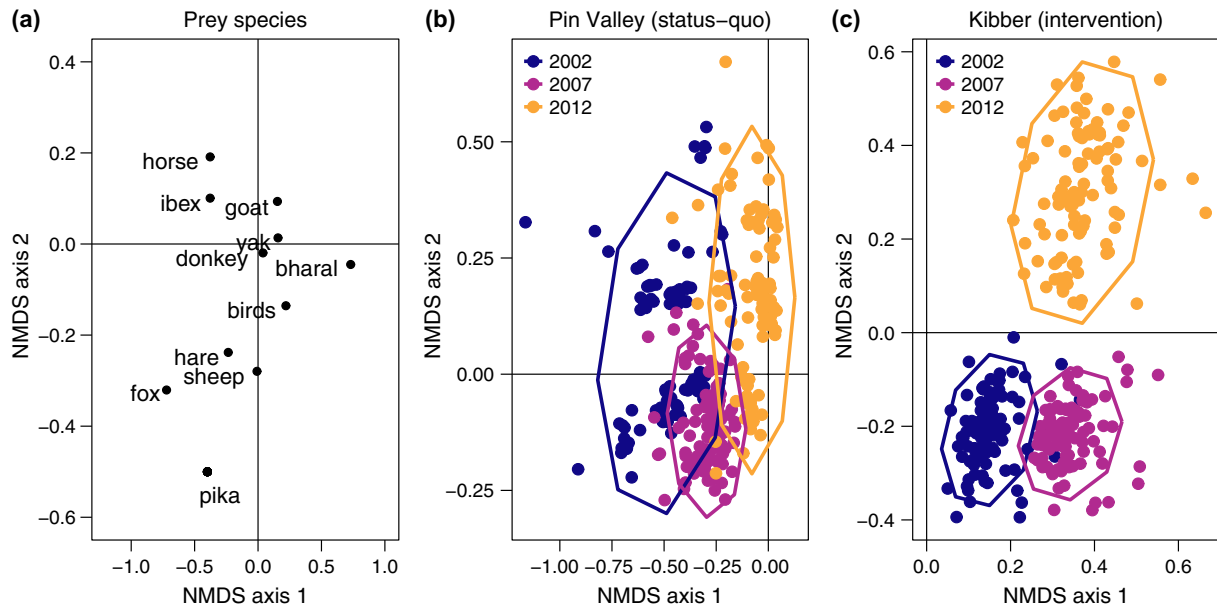 (a)
Prey species
0.4
0.2
0.0
−0.2
−0.4
−0.6
NMDS axis 2
horse
ibex
goat
yak
donkey
bharal
birds
hare
sheep
fox
pika
−1.0
−0.5
0.0
0.5
1.0
NMDS axis 1
(b)
Pin Valley (status−quo)
2002
2007
2012
0.50
0.25
0.00
−0.25
NMDS axis 2
−1.00
−0.75
−0.50
−0.25
0.00
NMDS axis 1
(c)
Kibber (intervention)
2002
2007
2012
0.6
0.4
0.2
0.0
−0.2
−0.4
NMDS axis 2
0.0
0.2
0.4
0.6
NMDS axis 1